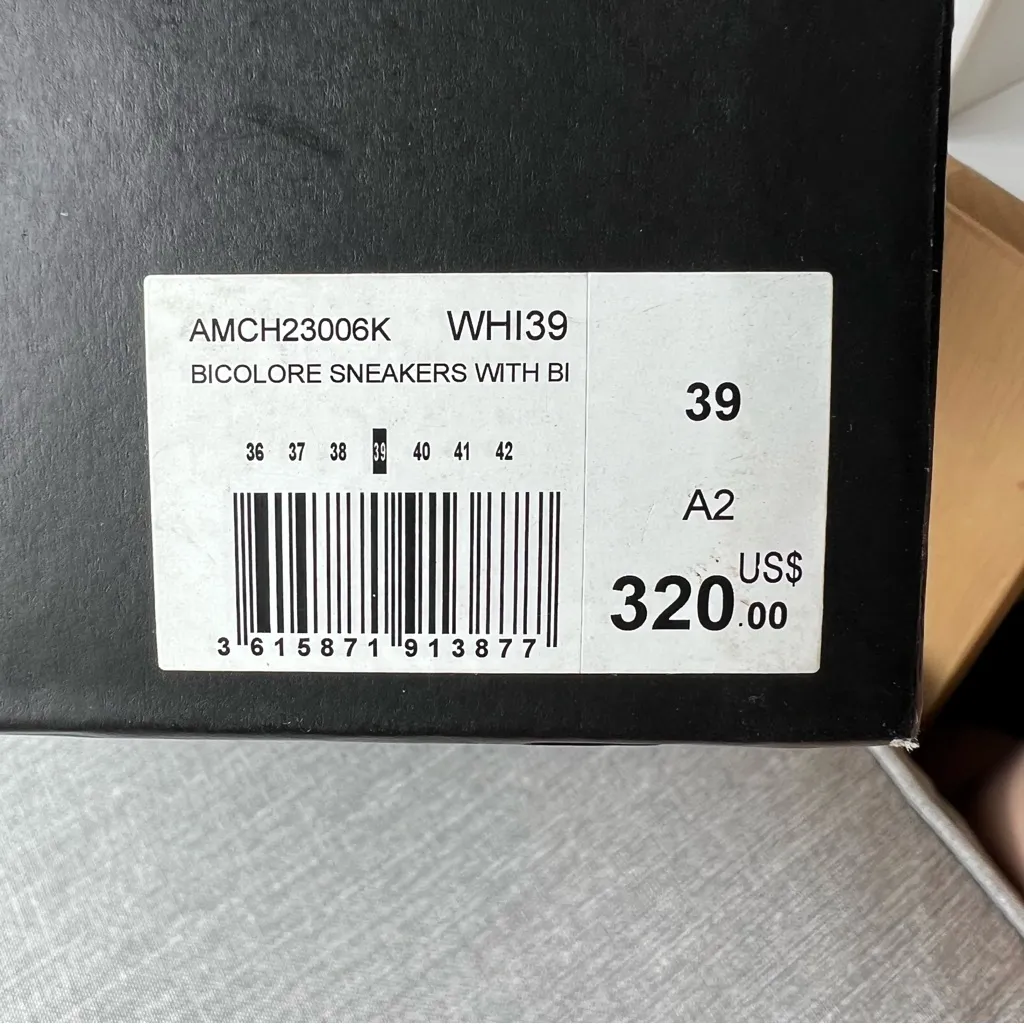 AMCH23006K WHI39
BICOLORE SNEAKERS WITH BI
36 37 38 39 40 41 42
3 615871 913877
39
A2
US$
320.00